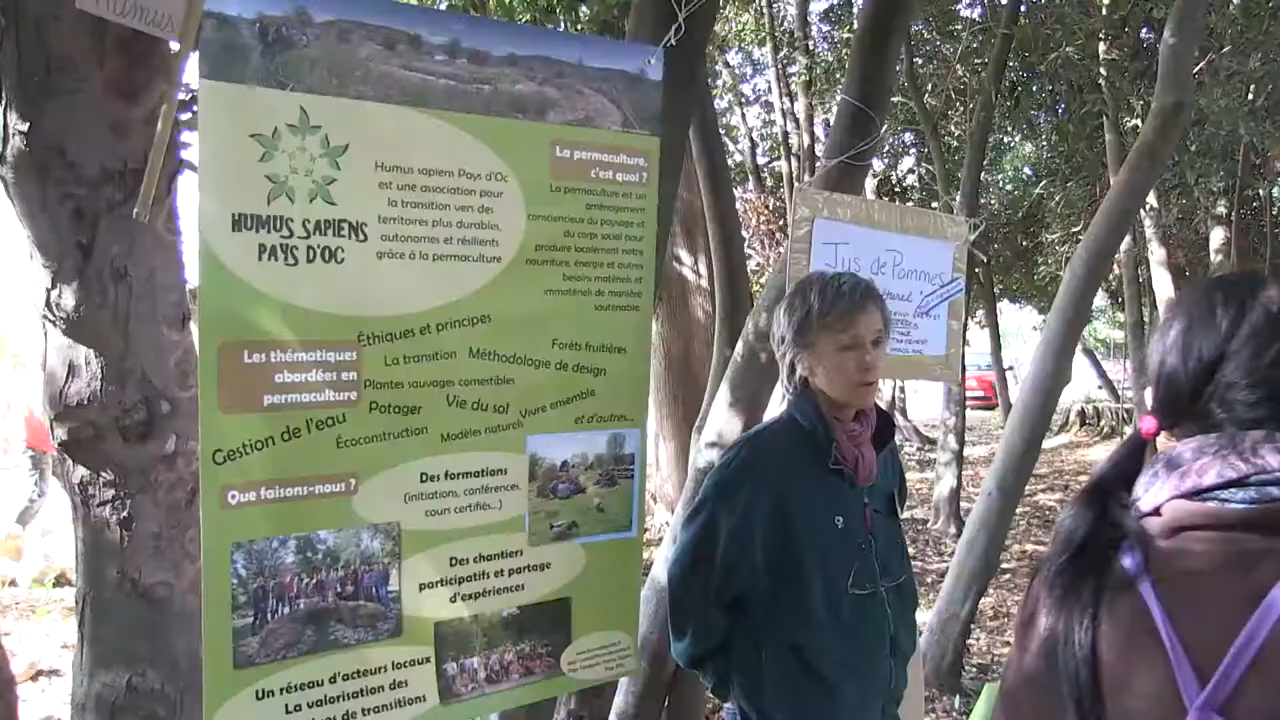 Humus
HUMUS SAPIENS
PAYS D'OC
Humus sapiens Pays d'Oc
est une association pour
la transition vers des
territoires plus durables,
autonomes et résilients
grâce à la permaculture
La permaculture,
c'est quoi ?
La permaculture est un
aménagement
consciencieux du paysage et
du corps social pour
produire localement notre
nourriture, énergie et autres
besoins matériels et
immatériels de manière
soutenable
Les thématiques
abordées en
permaculture
Éthiques et principes
La transition
Méthodologie de design
Forêts fruitières
Plantes sauvages comestibles
Potager
Vie du sol
Vivre ensemble
Gestion de l'eau
Écoconstruction
Modèles naturels
et d'autres...
Que faisons-nous ?
Des formations
(initiations, conférences,
cours certifiés...)
Des chantiers
participatifs et partage
d'expériences
Un réseau d'acteurs locaux
La valorisation des
de transitions
Jus de Pommes